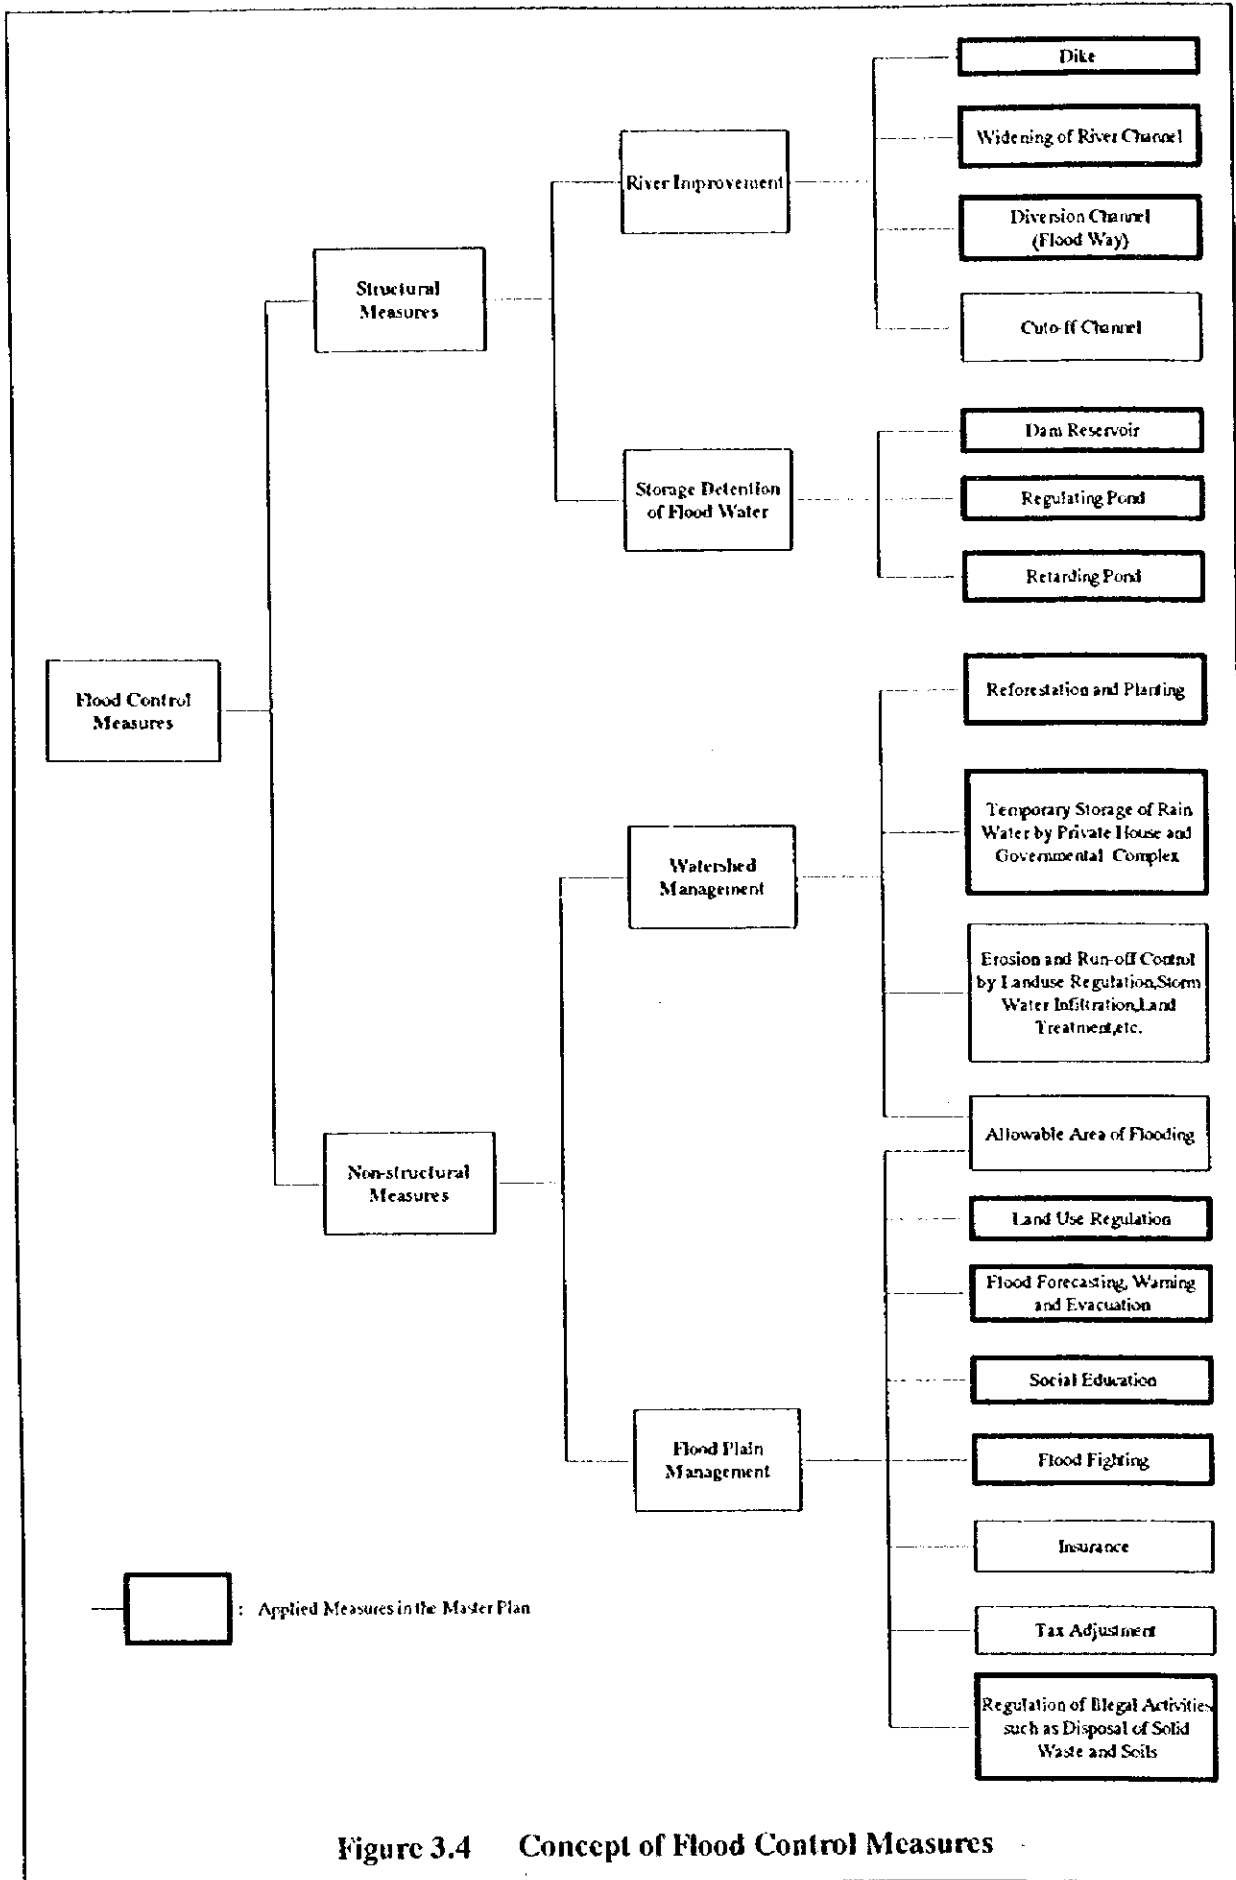 Dike
Widening of River Channel
River Improvement
Diversion Channel
(Flood Way)
Structural
Measures
Cuto-ff Channel
Dam Reservoir
Storage Detention
of Flood Water
Regulating Pond
Retarding Pond
Flood Control
Measures
Reforestation and Planting
Temporary Storage of Rain
Water by Private House and
Governmental Complex
Watershed
Management
Erosion and Run-off Control
by Landuse Regulation,Storm
Water Infiltration,Land
Treatment,etc.
Allowable Area of Flooding
Non-structural
Measures
Land Use Regulation
Flood Forecasting, Warning
and Evacuation
Social Education
Flood Plain
Management
Flood Fighting
Insurance
: Applied Measures in the Master Plan
Tax Adjustment
Regulation of Illegal Activities
such as Disposal of Solid
Waste and Soils
Figure 3.4 Concept of Flood Control Measures